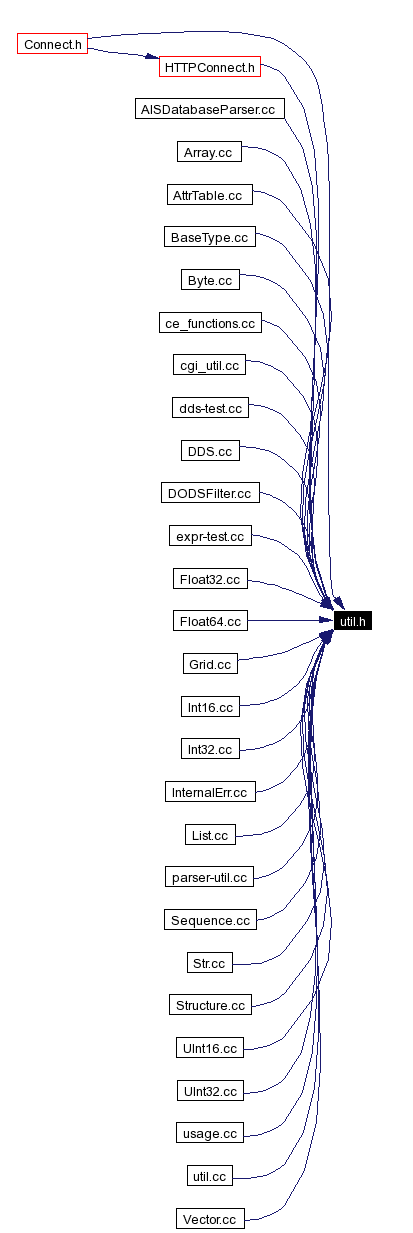 Connect.h
HTTPConnect.h
AISDatabaseParser.cc
Array.cc
AttrTable.cc
BaseType.cc
Byte.cc
ce_functions.cc
cgi_util.cc
dds-test.cc
DDS.cc
DODSFilter.cc
expr-test.cc
Float32.cc
Float64.cc
util.h
Grid.cc
Int16.cc
Int32.cc
InternalErr.cc
List.cc
parser-util.cc
Sequence.cc
Str.cc
Structure.cc
UInt16.cc
UInt32.cc
usage.cc
util.cc
Vector.cc